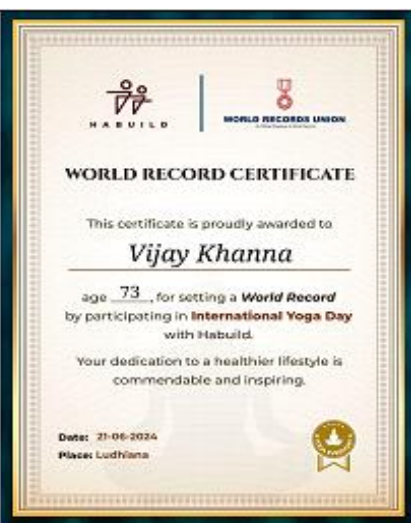 HABUILD
WORLD RECORDS UNION
WORLD RECORD CERTIFICATE
This certificate is proudly awarded to
Vijay Khanna
age 73, for setting a World Record
by participating in International Yoga Day
with Habuild.
Your dedication to a healthier lifestyle is
commendable and inspiring.
Date: 21-06-2024
Place: Ludhiana